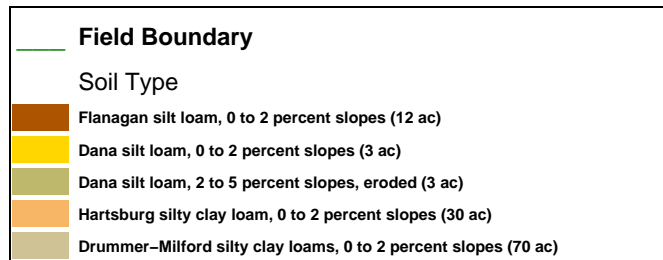 Field Boundary
Soil Type
Flanagan silt loam, 0 to 2 percent slopes (12 ac)
Dana silt loam, 0 to 2 percent slopes (3 ac)
Dana silt loam, 2 to 5 percent slopes, eroded (3 ac)
Hartsburg silty clay loam, 0 to 2 percent slopes (30 ac)
Drummer−Milford silty clay loams, 0 to 2 percent slopes (70 ac)